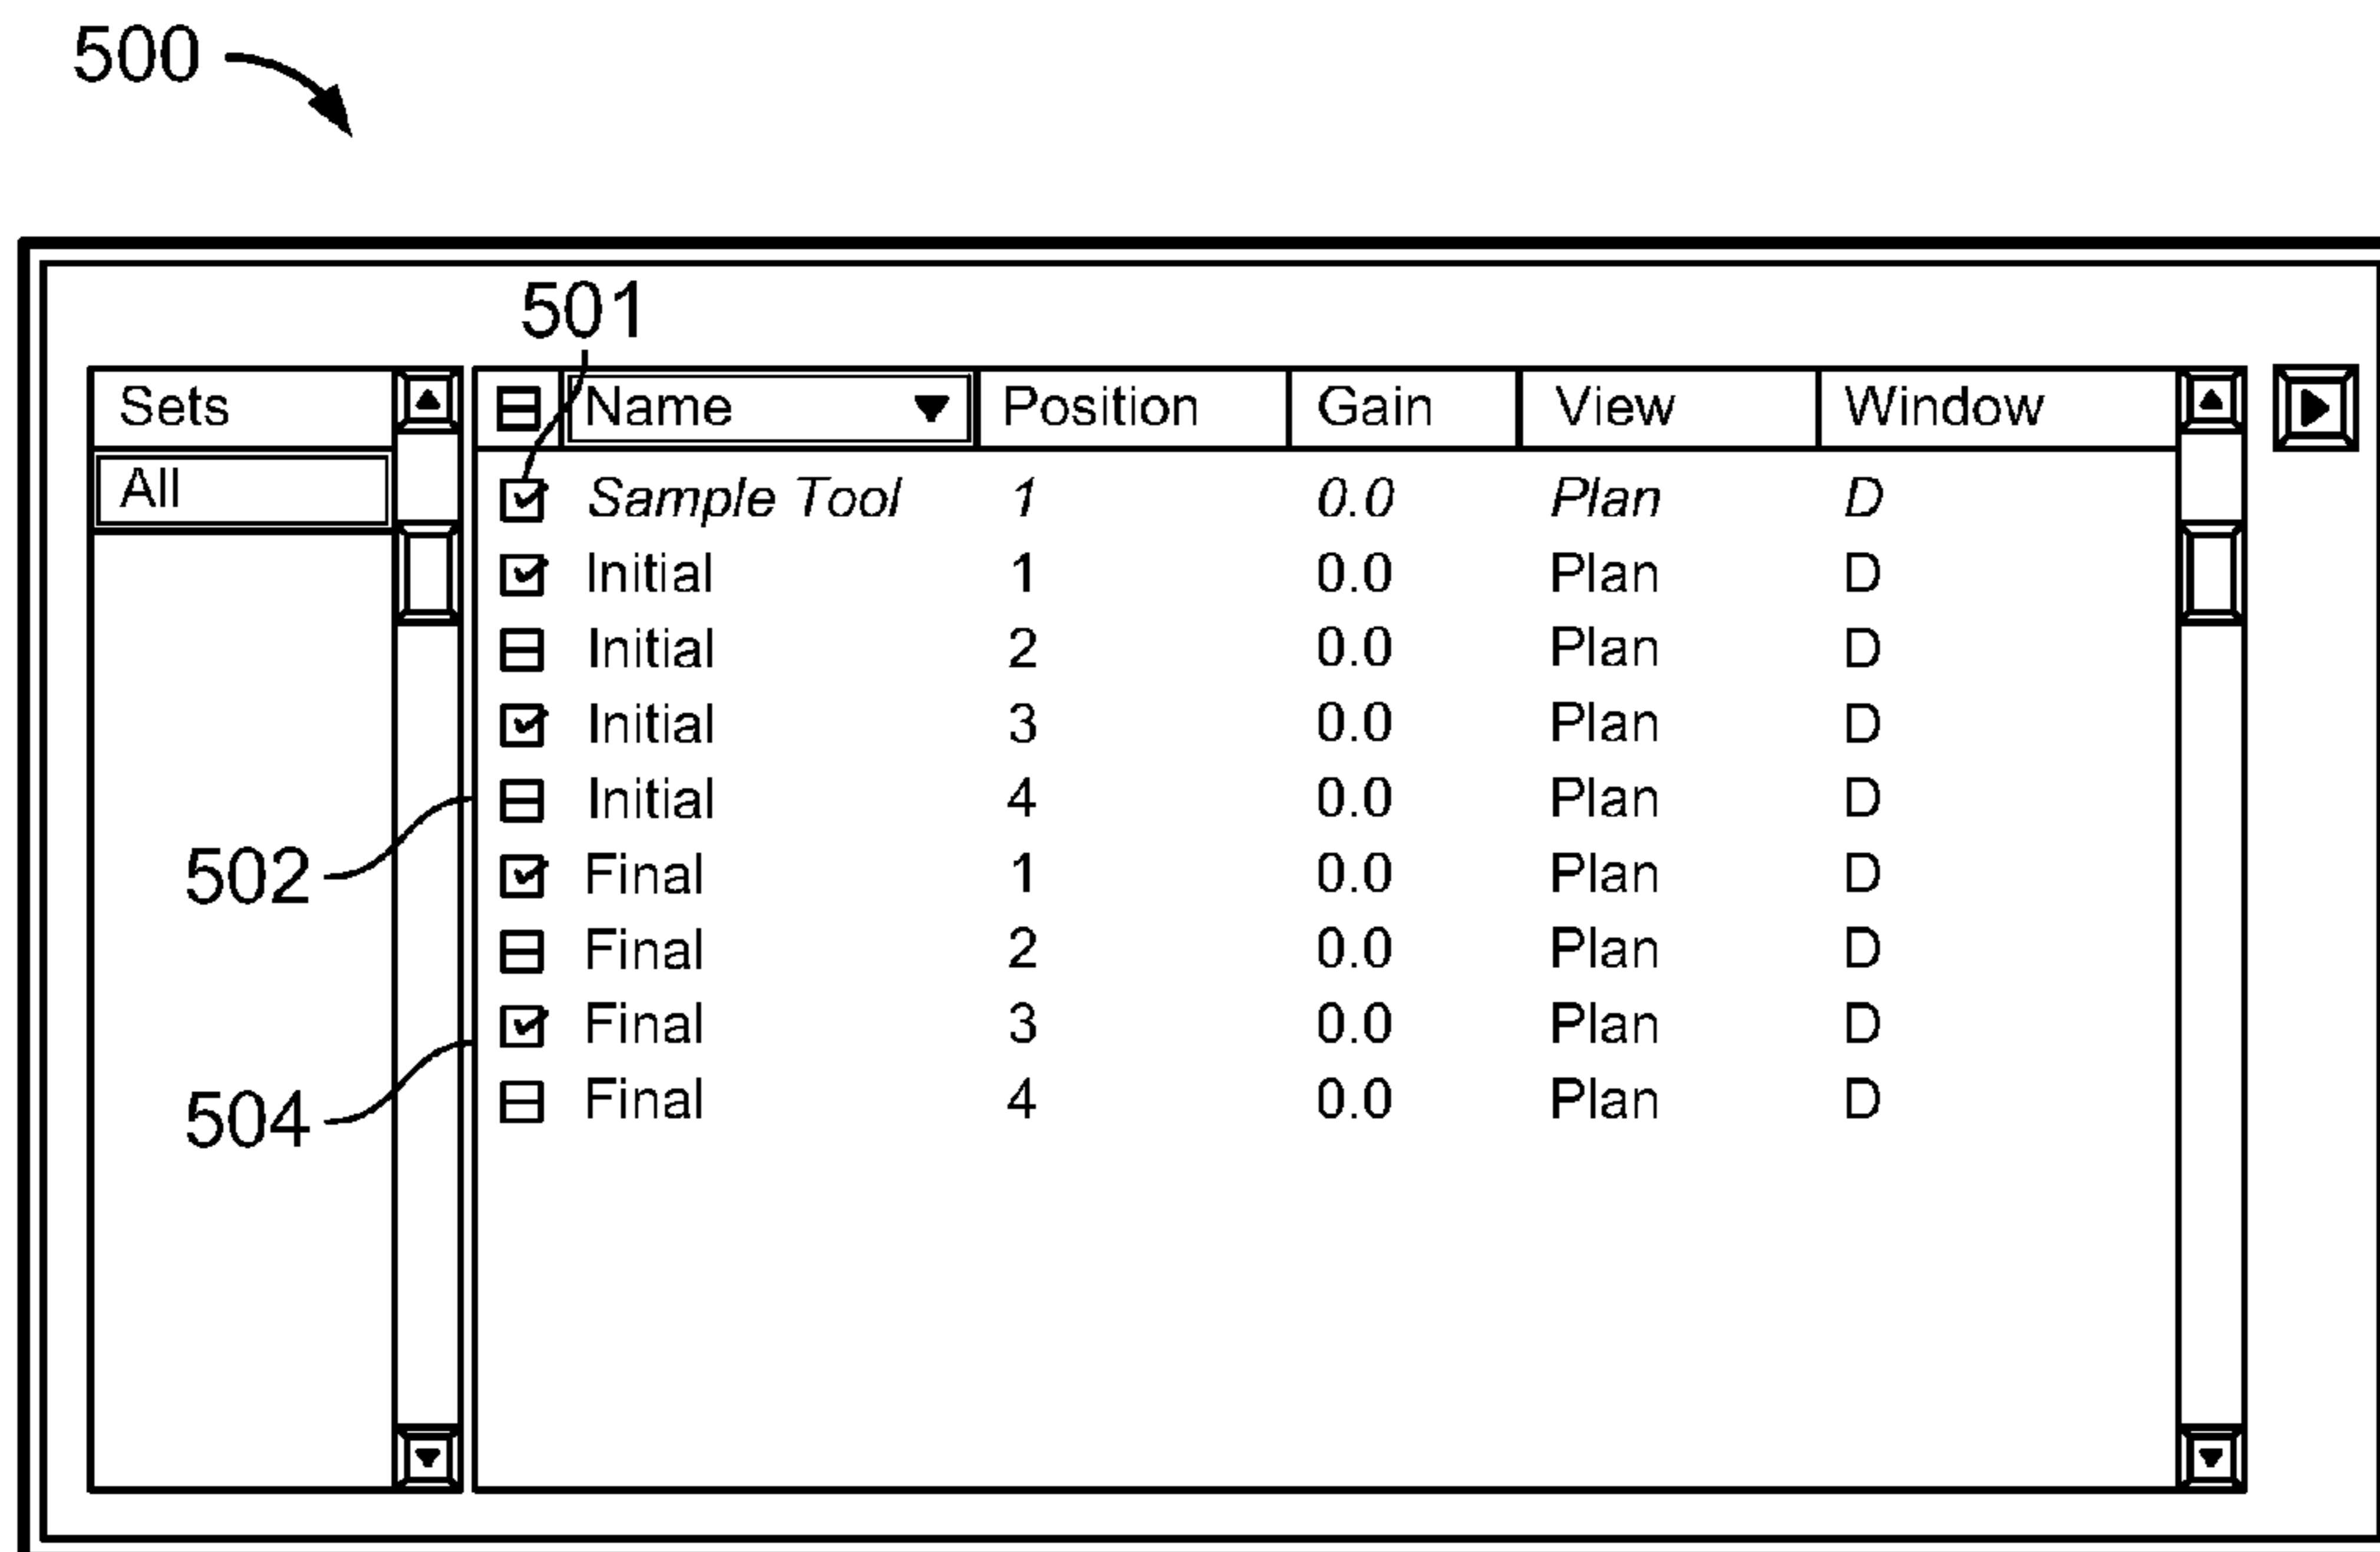 500
501
Sets Name Position Gain View Window
All
Sample Tool 1 0.0 Plan D
Initial 1 0.0 Plan D
Initial 2 0.0 Plan D
Initial 3 0.0 Plan D
Initial 4 0.0 Plan D
502
Final 1 0.0 Plan D
Final 2 0.0 Plan D
Final 3 0.0 Plan D
504
Final 4 0.0 Plan D